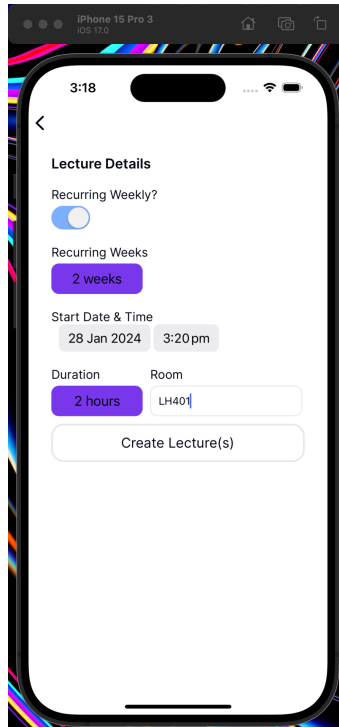 iPhone 15 Pro 3
iOS 17.0
3:18
Lecture Details
Recurring Weekly?
Recurring Weeks
2 weeks
Start Date & Time
28 Jan 2024 3:20 pm
Duration Room
2 hours LH401
Create Lecture(s)